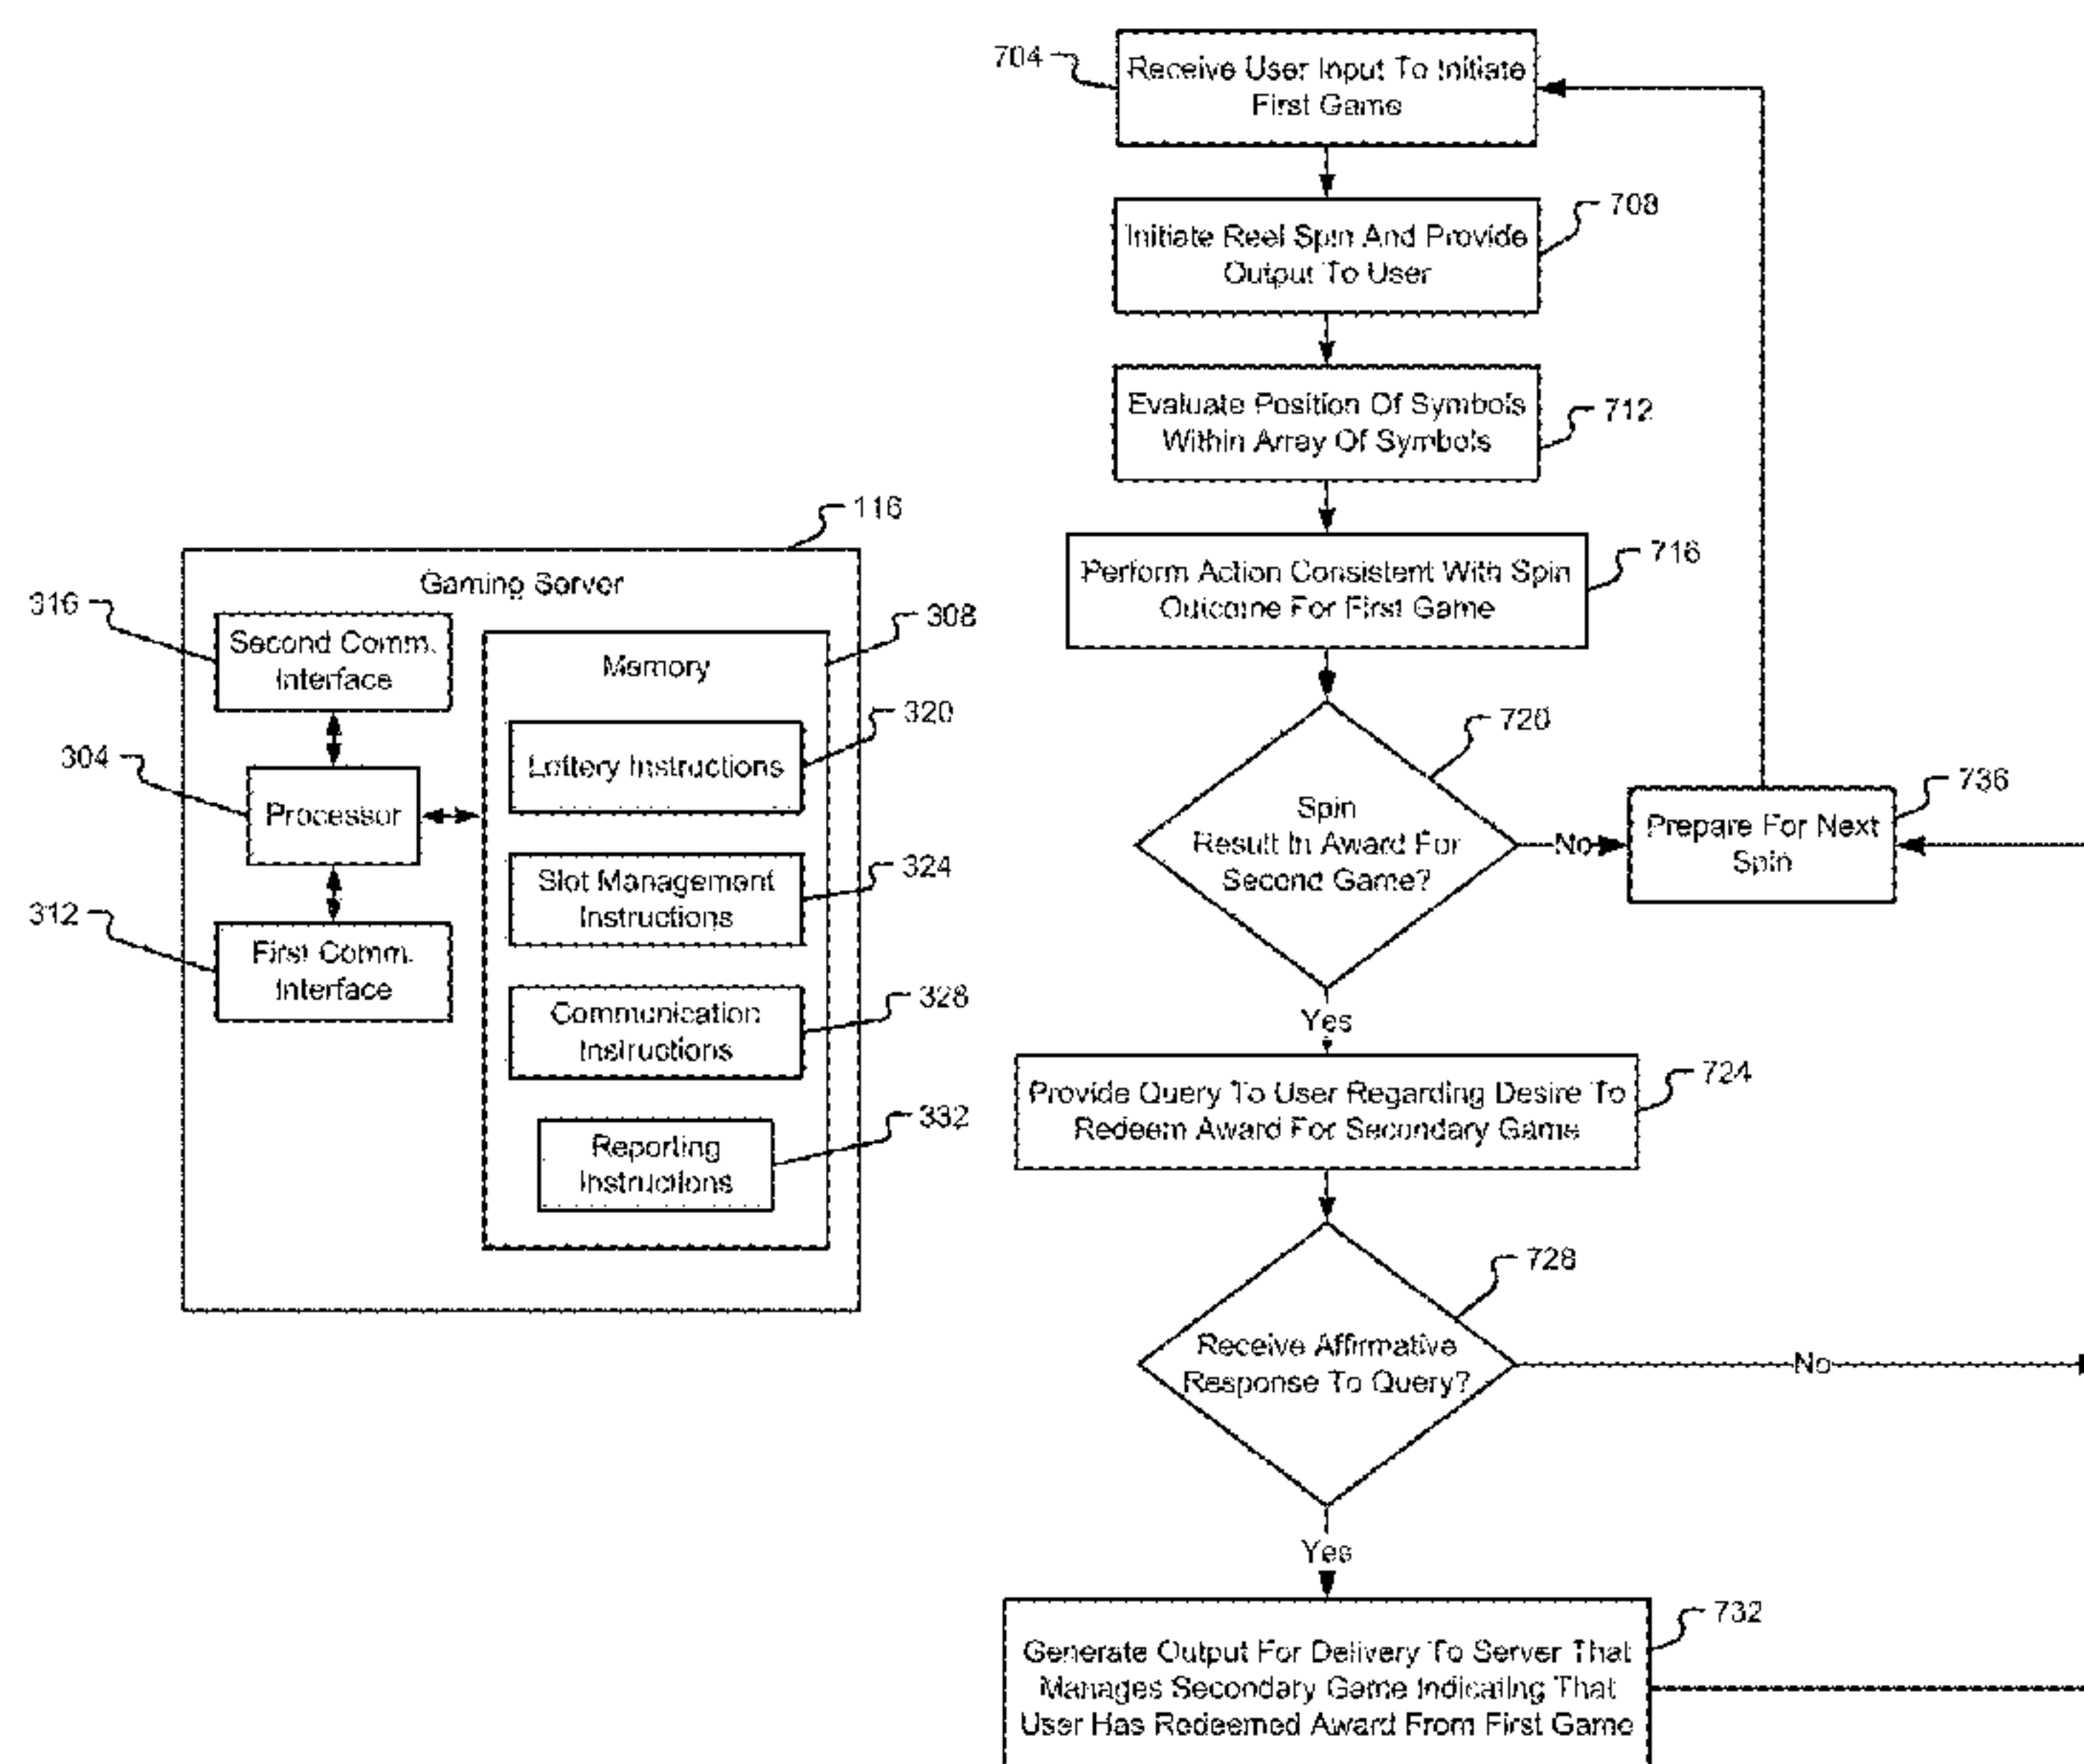 116
Gaming Server
316
Second Comm.
Interface
308
Memory
320
Lottery Instructions
304
Processor
324
Slot Management
Instructions
312
First Comm.
Interface
328
Communication
Instructions
332
Reporting
Instructions
704
Receive User Input To Initiate
First Game
708
Initiate Reel Spin And Provide
Output To User
712
Evaluate Position Of Symbols
Within Array Of Symbols
716
Perform Action Consistent With Spin
Outcome For First Game
720
Spin
Result In Award For
Second Game?
No
736
Prepare For Next
Spin
Yes
724
Provide Query To User Regarding Desire To
Redeem Award For Secondary Game
728
Receive Affirmative
Response To Query?
No
Yes
732
Generate Output For Delivery To Server That
Manages Secondary Game Indicating That
User Has Redeemed Award From First Game